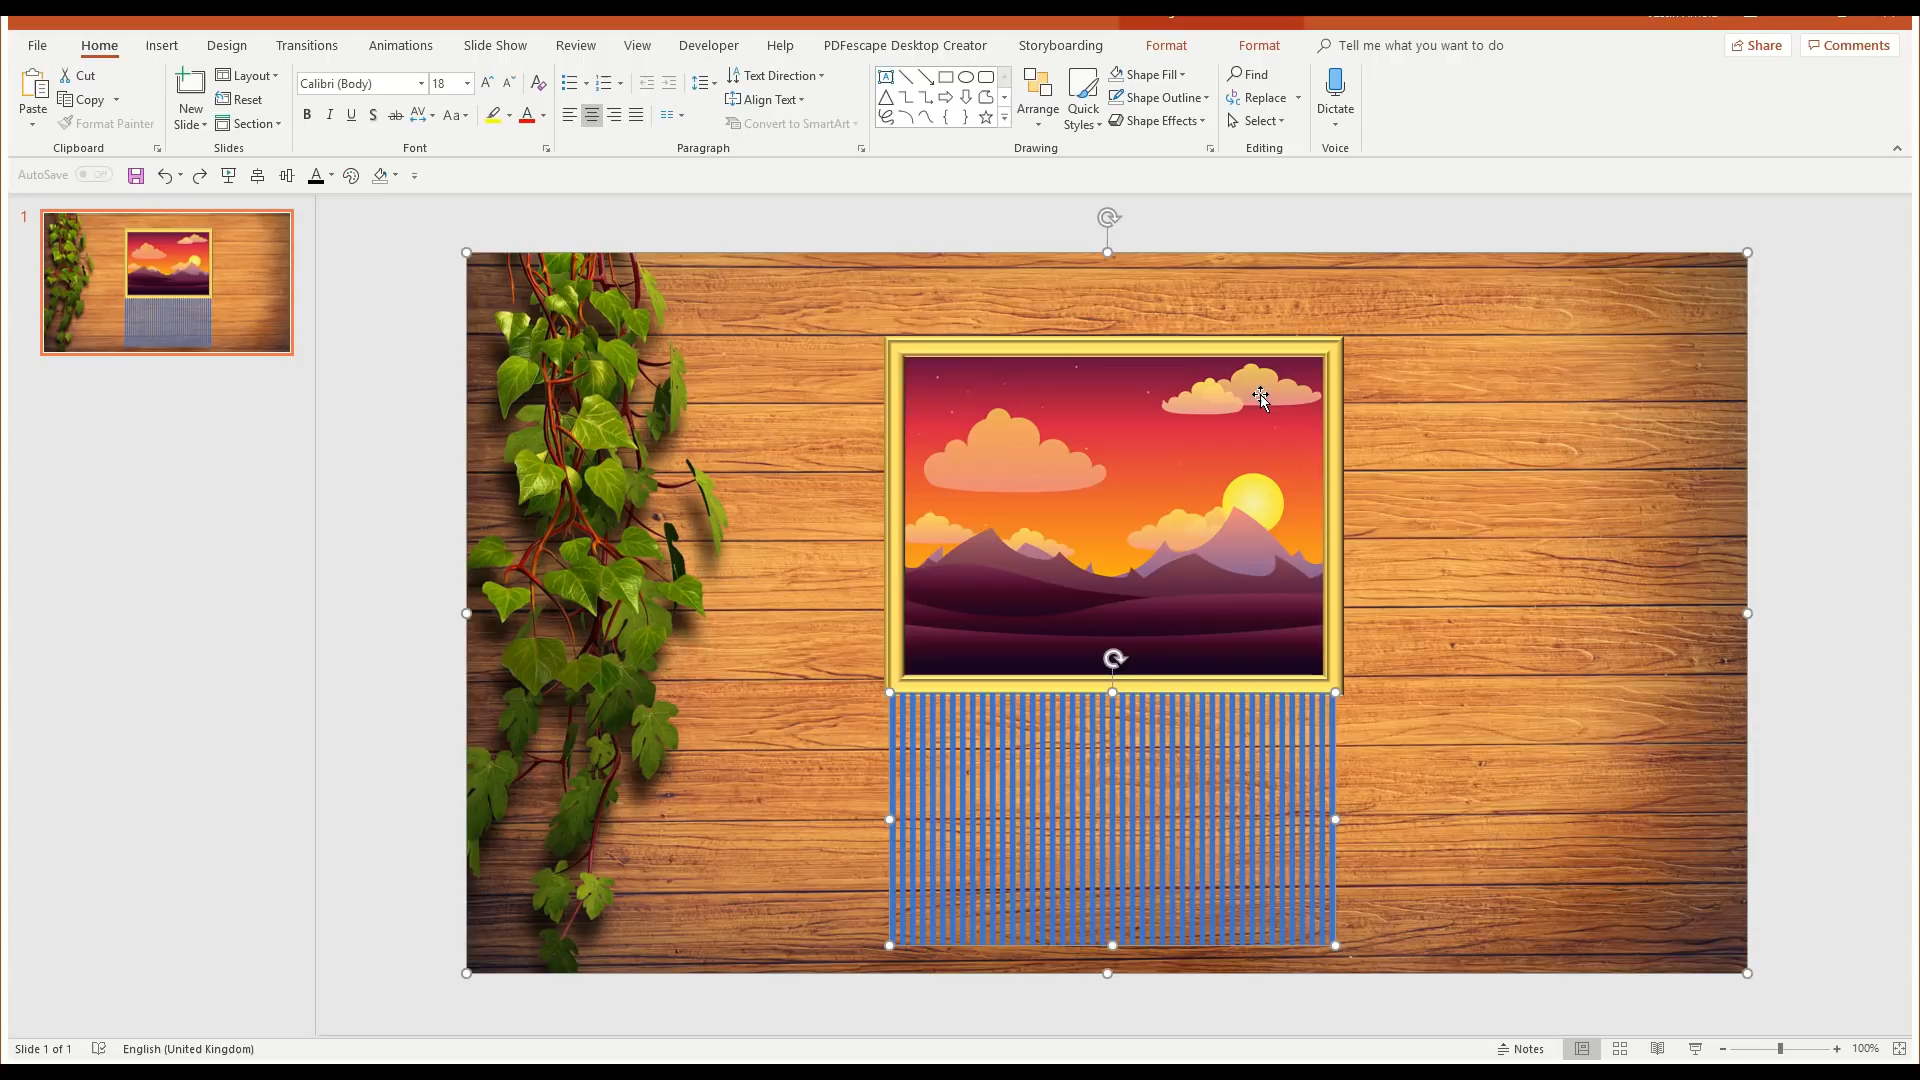 File Home Insert Design Transitions Animations Slide Show Review View Developer Help PDFescape Desktop Creator Storyboarding Format Format Tell me what you want to do Share Comments
Paste
Cut
Copy
Format Painter
Clipboard
New
Slide
Layout
Reset
Section
Slides
Calibri (Body) 18
B I U S ab AV Aa A
Font
Text Direction
Align Text
Convert to SmartArt
Paragraph
Arrange
Quick
Styles
Shape Fill
Shape Outline
Shape Effects
Drawing
Find
Replace
Select
Editing
Dictate
Voice
AutoSave Off
1
Slide 1 of 1 English (United Kingdom) Notes 100%